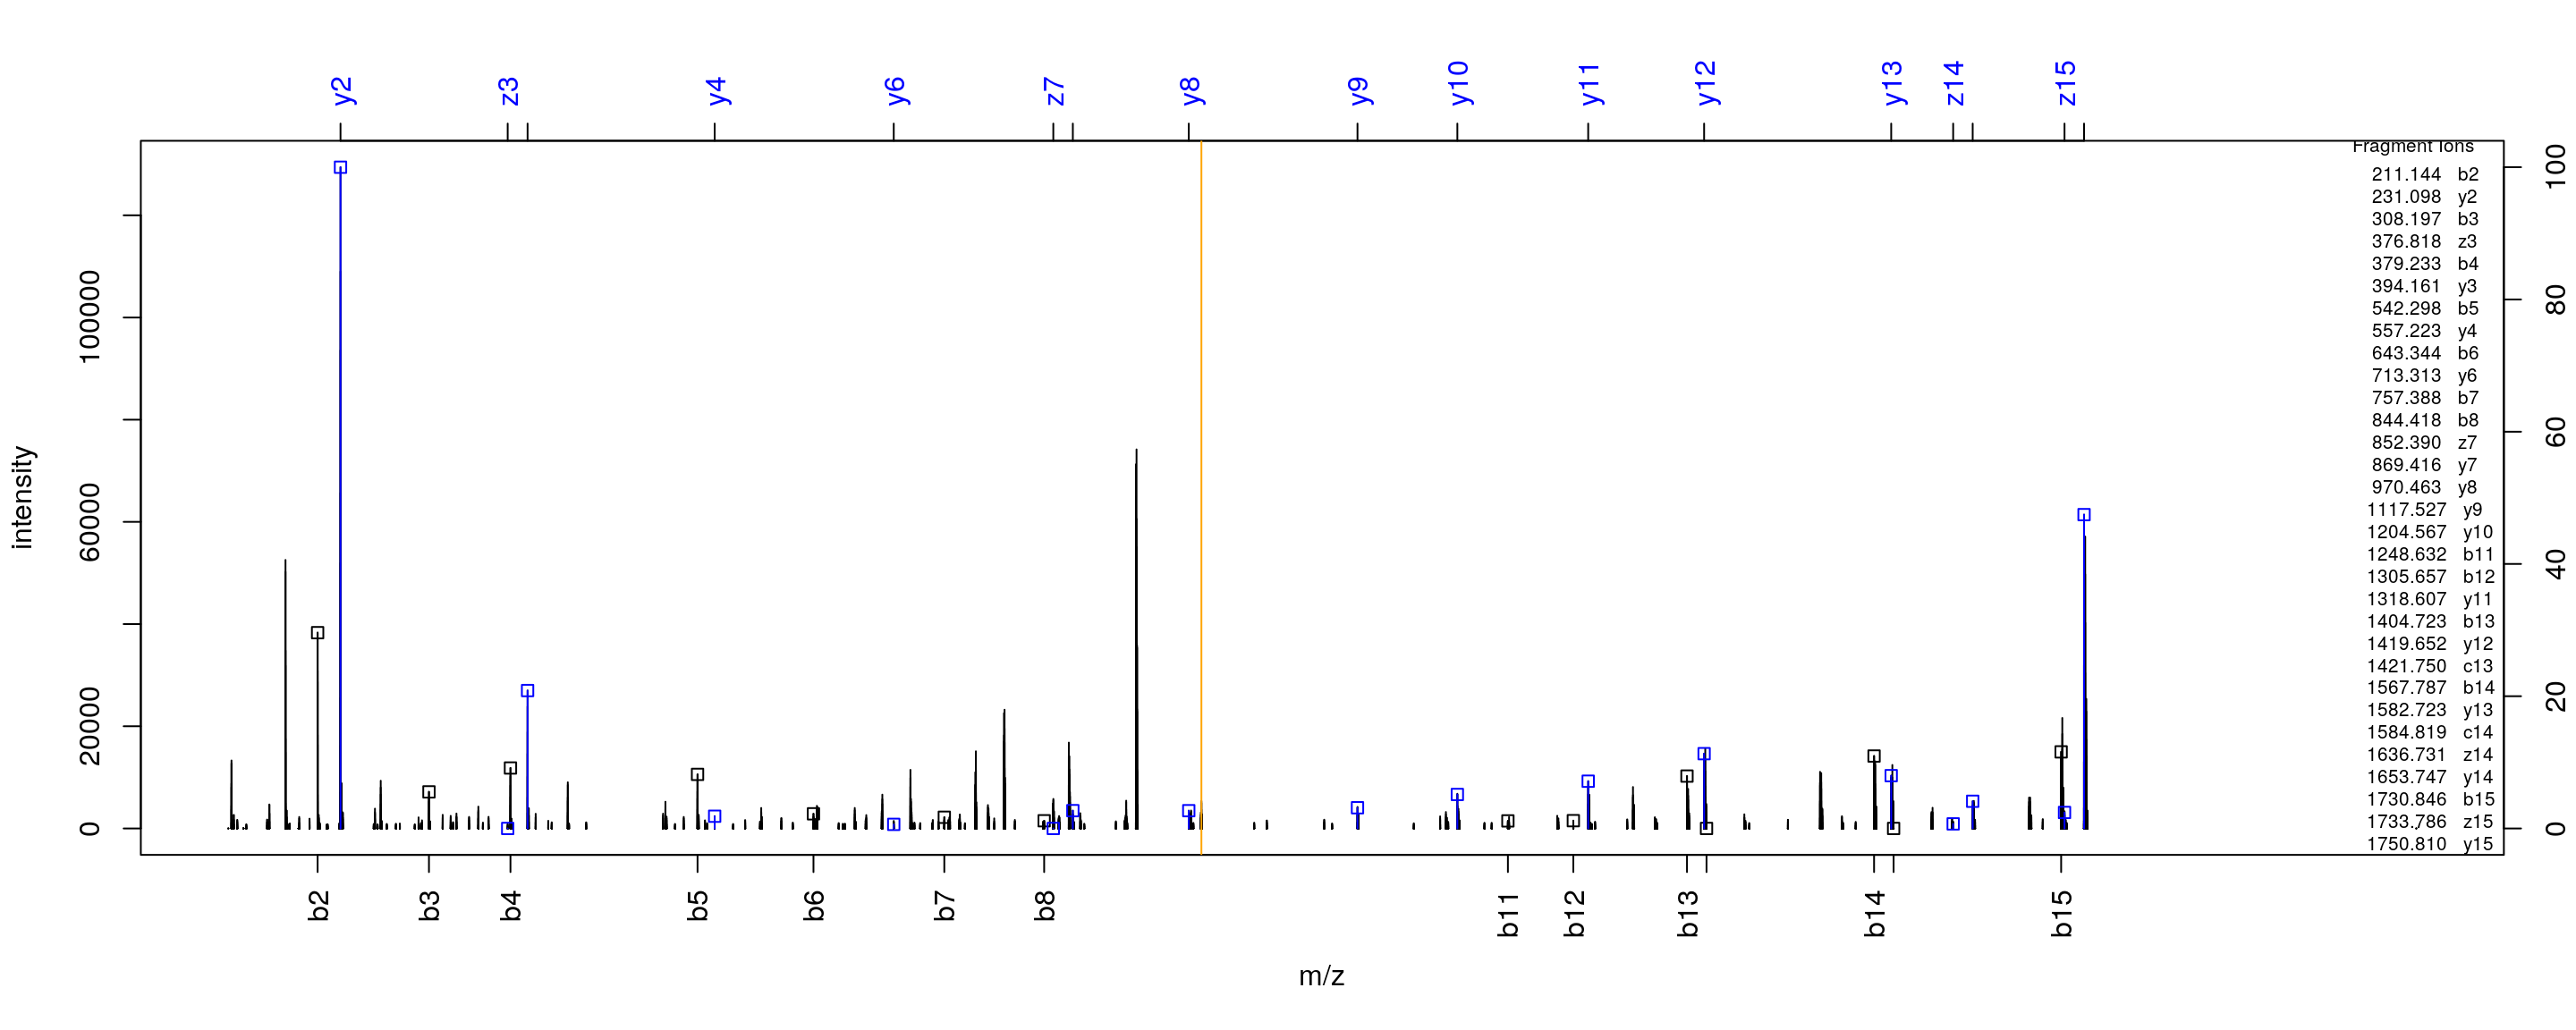 y2 z3 y4 y6 z7 y8 y9 y10 y11 y12 y13 z14 z15
Fragment Ions
211.144 b2
231.098 y2
308.197 b3
376.818 z3
379.233 b4
394.161 y3
542.298 b5
557.223 y4
643.344 b6
713.313 y6
757.388 b7
844.418 b8
852.390 z7
869.416 y7
970.463 y8
1117.527 y9
1204.567 y10
1248.632 b11
1305.657 b12
1318.607 y11
1404.723 b13
1419.652 y12
1421.750 c13
1567.787 b14
1582.723 y13
1584.819 c14
1636.731 z14
1653.747 y14
1730.846 b15
1733.786 z15
1750.810 y15
intensity
0 20000 60000 100000
0 20 40 60 80 100
b2 b3 b4 b5 b6 b7 b8 b11 b12 b13 b14 b15
m/z